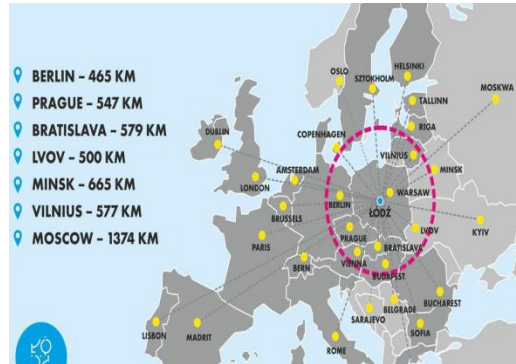 BERLIN – 465 KM
PRAGUE – 547 KM
BRATISLAVA – 579 KM
LVOV – 500 KM
MINSK – 665 KM
VILNIUS – 577 KM
MOSCOW – 1374 KM
OSLO
SZTOKHOLM
HELSINKI
MOSKWA
TALLINN
RIGA
DUBLIN
COPENHAGEN
VILNIUS
MINSK
LONDON
AMSTERDAM
BERLIN
WARSAW
ŁÓDŹ
BRUSSELS
KYIV
PARIS
PRAGUE
LVOV
BRATISLAVA
BERN
VIENNA
BUDAPEST
BUCHAREST
LISBON
MADRIT
SARAJEVO
BELGRADE
ROME
SOFIA